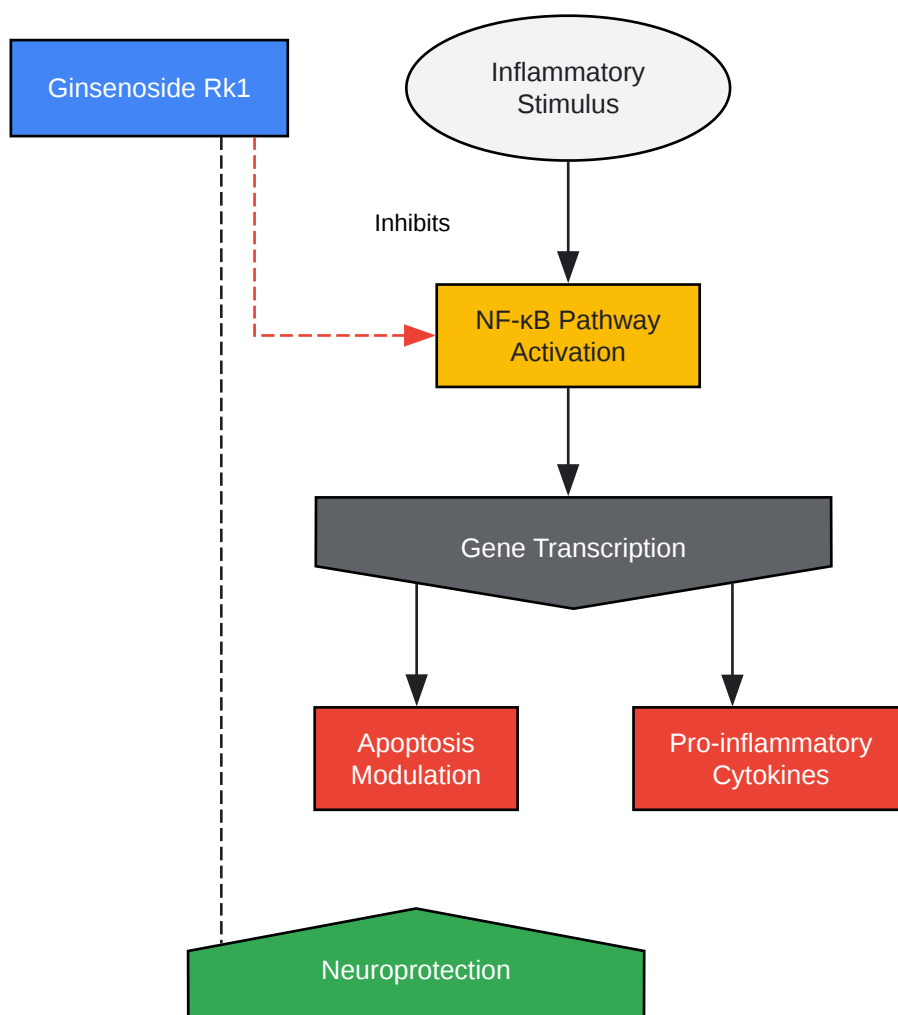 Ginsenoside Rk1
Inflammatory
Stimulus
Inhibits
NF-κB Pathway
Activation
Gene Transcription
Apoptosis
Modulation
Pro-inflammatory
Cytokines
Neuroprotection